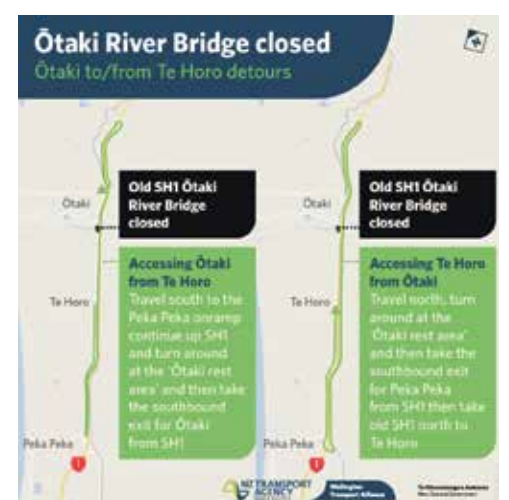 Ōtaki River Bridge closed
Ōtaki to/from Te Horo detours
Old SH1 Ōtaki
River Bridge
closed
Ōtaki
Accessing Ōtaki
from Te Horo
Travel south to the
Peka Peka onramp
continue up SH1
and turn around
at the 'Ōtaki rest
area' and then take
the southbound
exit for Ōtaki
from SH1
Te Horo
Peka Peka
1
Old SH1 Ōtaki
River Bridge
closed
Ōtaki
Accessing Te Horo
from Ōtaki
Travel north, turn
around at the
'Ōtaki rest area'
and then take the
southbound exit
for Peka Peka
from SH1 then take
old SH1 north to
Te Horo
Te Horo
Peka Peka
1
NZ TRANSPORT
AGENCY
Wellington
Transport Alliance